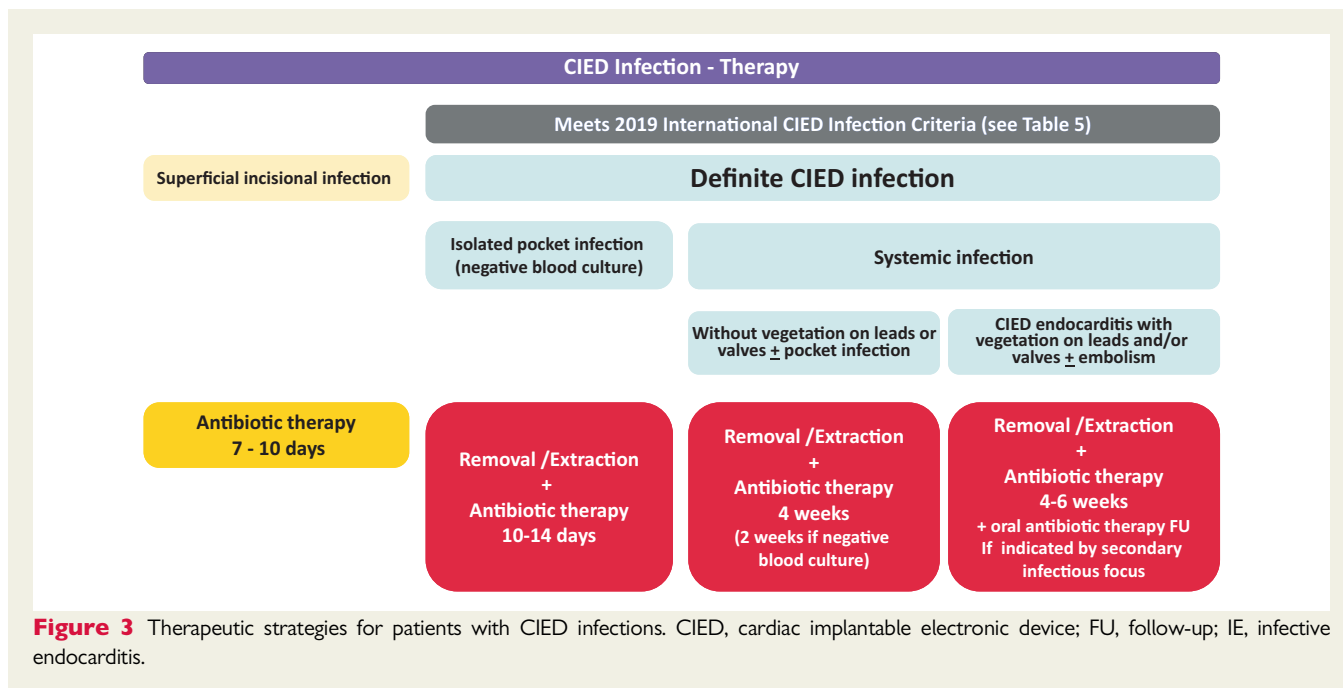 CIED Infection - Therapy
Meets 2019 International CIED Infection Criteria (see Table 5)
Superficial incisional infection
Definite CIED infection
Isolated pocket infection
(negative blood culture)
Systemic infection
Without vegetation on leads or
valves ± pocket infection
CIED endocarditis with
vegetation on leads and/or
valves ± embolism
Antibiotic therapy
7 - 10 days
Removal /Extraction
+
Antibiotic therapy
10-14 days
Removal /Extraction
+
Antibiotic therapy
4 weeks
(2 weeks if negative
blood culture)
Removal /Extraction
+
Antibiotic therapy
4-6 weeks
+ oral antibiotic therapy FU
If indicated by secondary
infectious focus
Figure 3 Therapeutic strategies for patients with CIED infections. CIED, cardiac implantable electronic device; FU, follow-up; IE, infective
endocarditis.